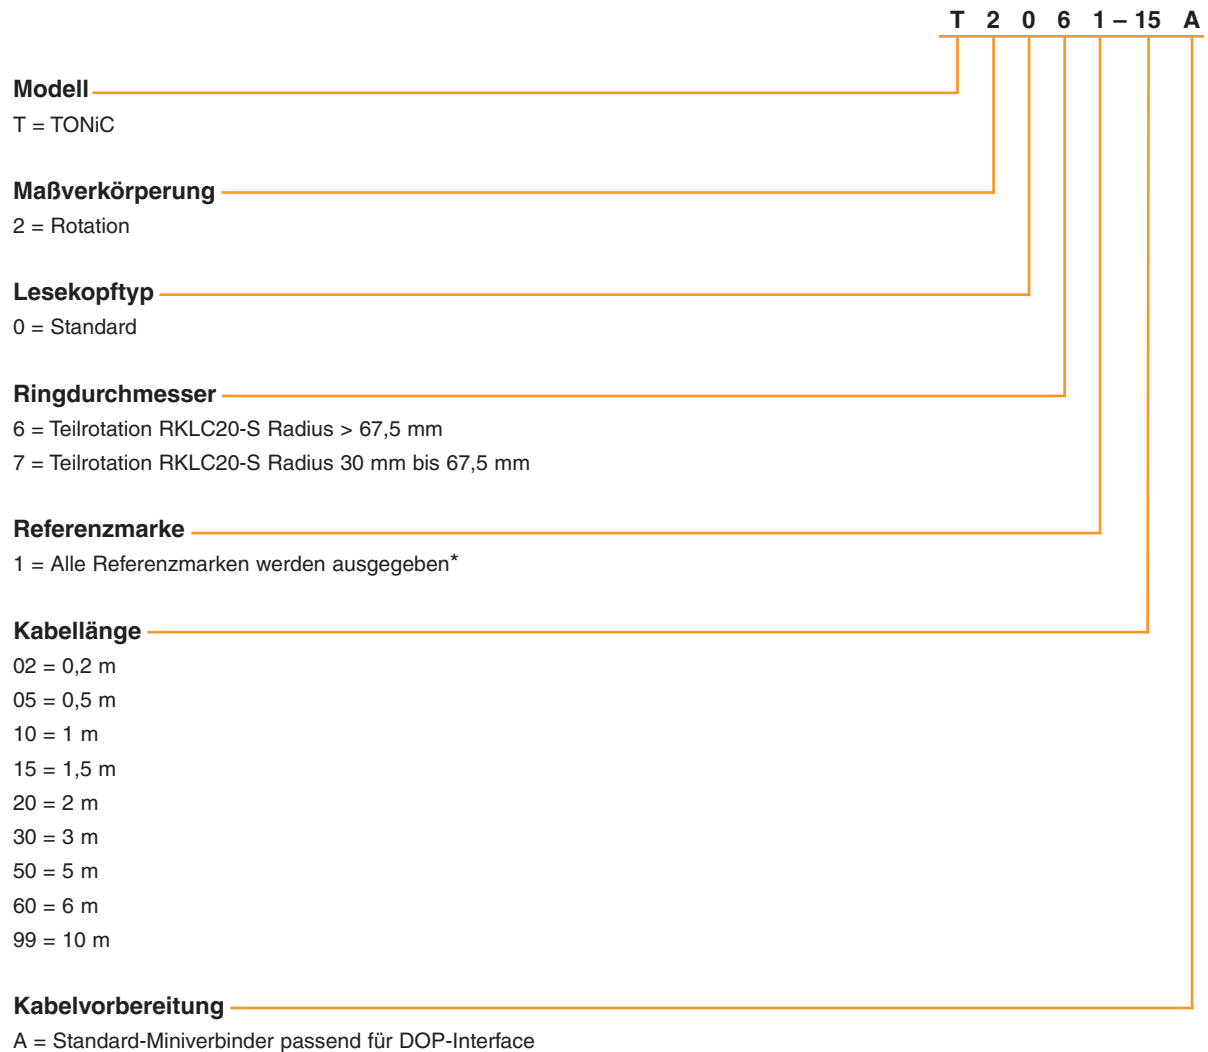 T 2 0 6 1 – 15 A
Modell
T = TONiC
Maßverkörperung
2 = Rotation
Lesekopftyp
0 = Standard
Ringdurchmesser
6 = Teilrotation RKLC20-S Radius > 67,5 mm
7 = Teilrotation RKLC20-S Radius 30 mm bis 67,5 mm
Referenzmarke
1 = Alle Referenzmarken werden ausgegeben*
Kabellänge
02 = 0,2 m
05 = 0,5 m
10 = 1 m
15 = 1,5 m
20 = 2 m
30 = 3 m
50 = 5 m
60 = 6 m
99 = 10 m
Kabelvorbereitung
A = Standard-Miniverbinder passend für DOP-Interface